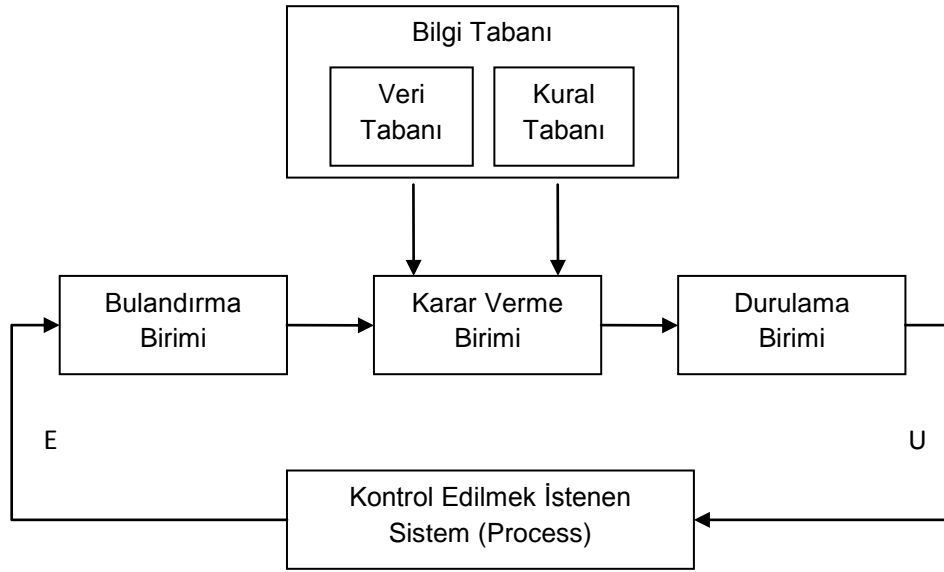 Bilgi Tabanı
Veri
Tabanı
Kural
Tabanı
Bulandırma
Birimi
Karar Verme
Birimi
Durulama
Birimi
E
U
Kontrol Edilmek İstenen
Sistem (Process)